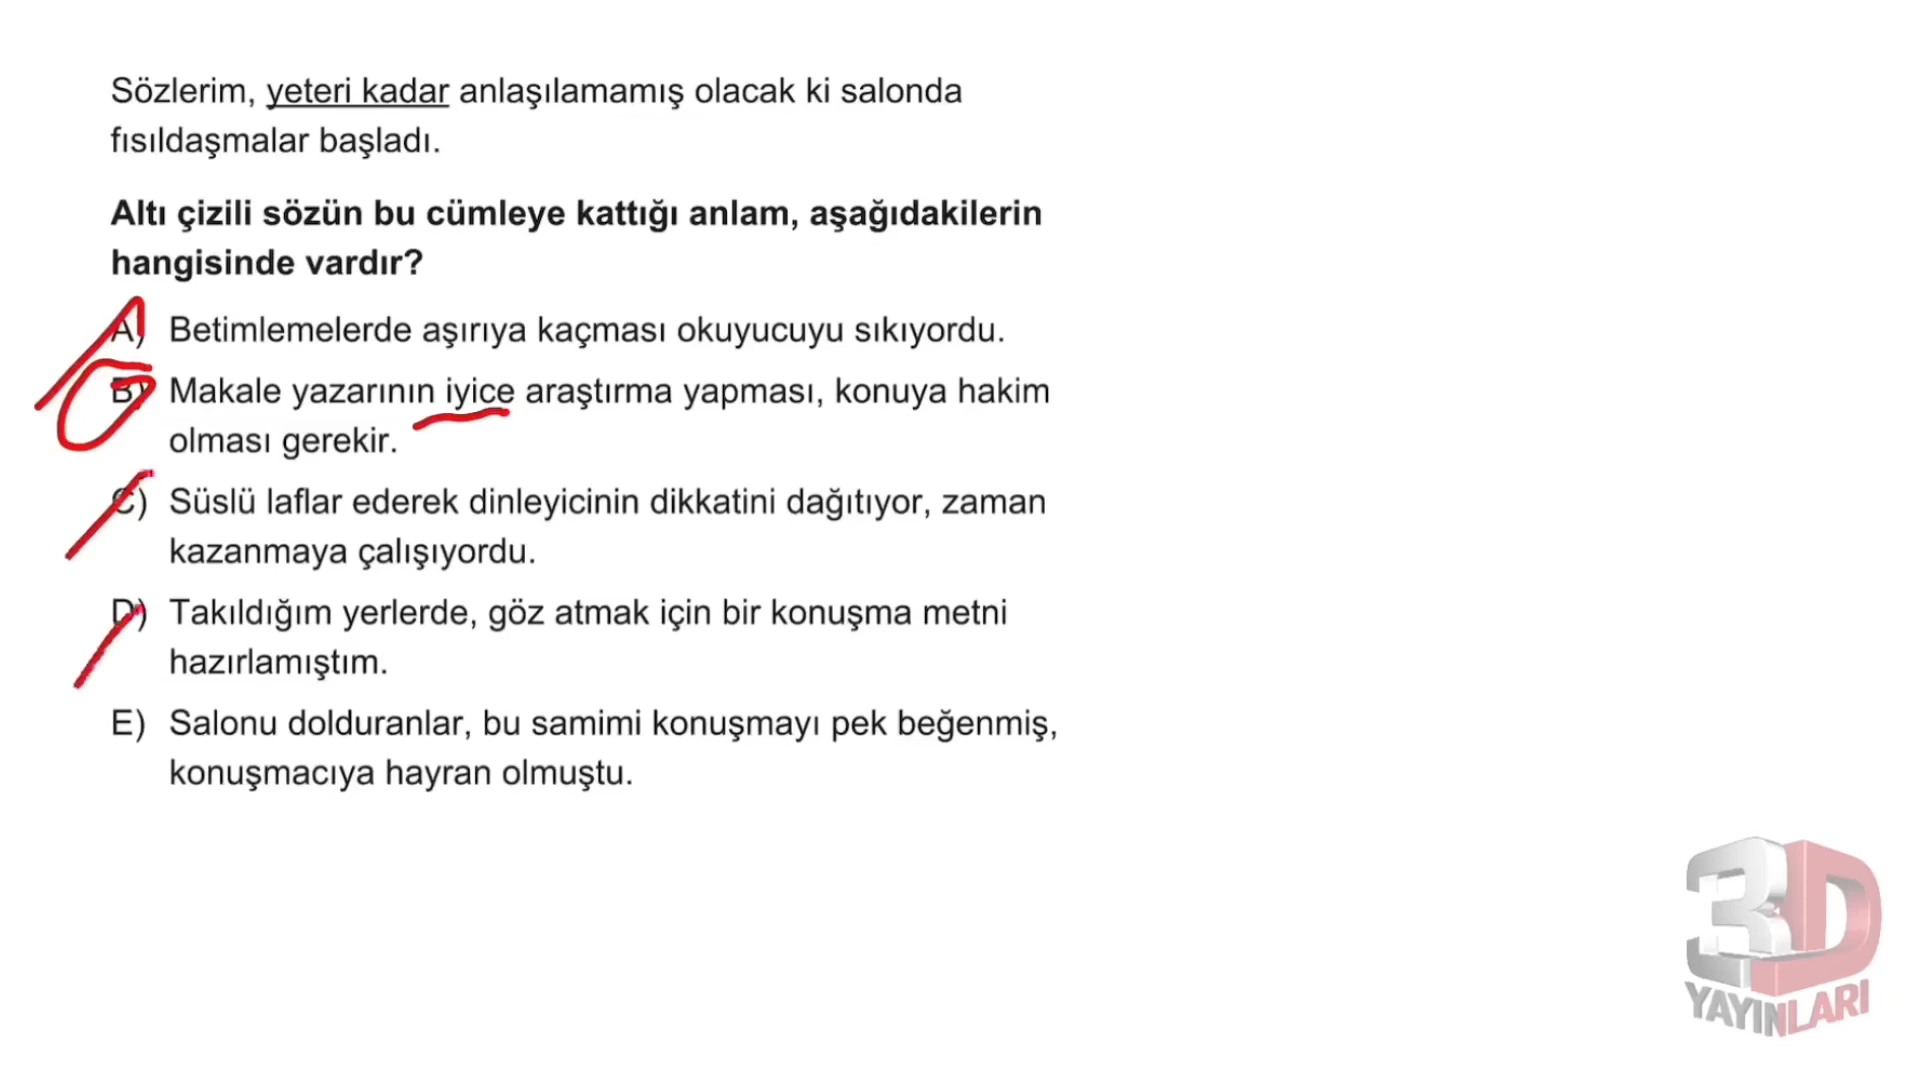 Sözlerim, yeteri kadar anlaşılamamış olacak ki salonda
fısıldaşmalar başladı.
Altı çizili sözün bu cümleye kattığı anlam, aşağıdakilerin
hangisinde vardır?
A) Betimlemelerde aşırıya kaçması okuyucuyu sıkıyordu.
B) Makale yazarının iyice araştırma yapması, konuya hakim
olması gerekir.
C) Süslü laflar ederek dinleyicinin dikkatini dağıtıyor, zaman
kazanmaya çalışıyordu.
D) Takıldığım yerlerde, göz atmak için bir konuşma metni
hazırlamıştım.
E) Salonu dolduranlar, bu samimi konuşmayı pek beğenmiş,
konuşmacıya hayran olmuştu.
3D
YAYINLARI